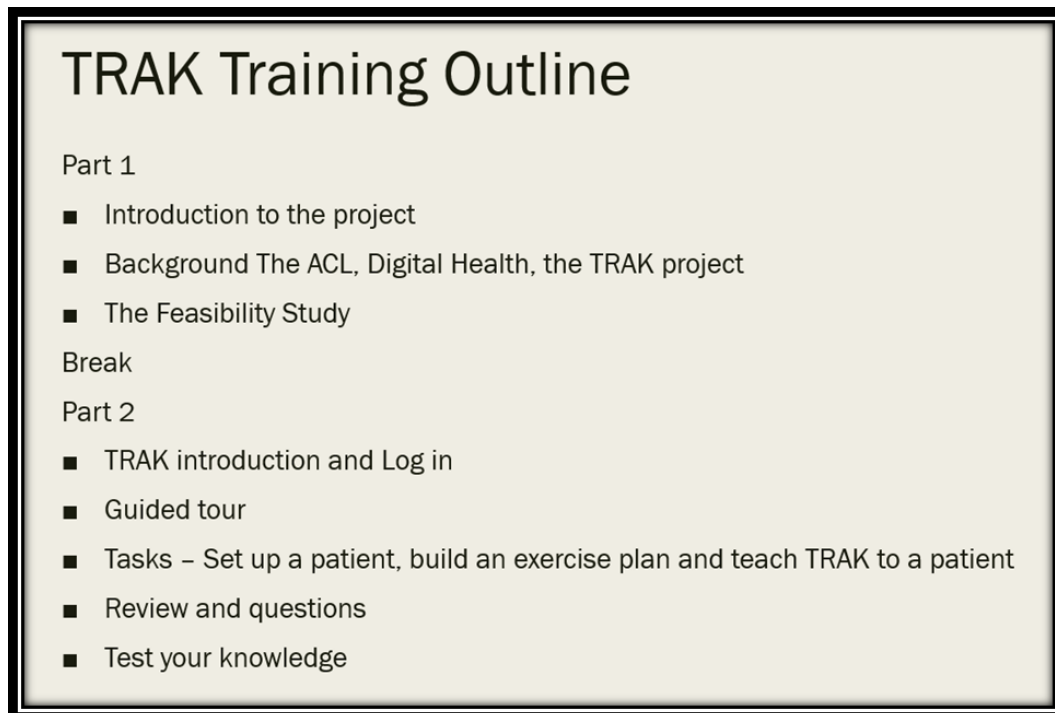 TRAK Training Outline
Part 1
■ Introduction to the project
■ Background The ACL, Digital Health, the TRAK project
■ The Feasibility Study
Break
Part 2
■ TRAK introduction and Log in
■ Guided tour
■ Tasks – Set up a patient, build an exercise plan and teach TRAK to a patient
■ Review and questions
■ Test your knowledge